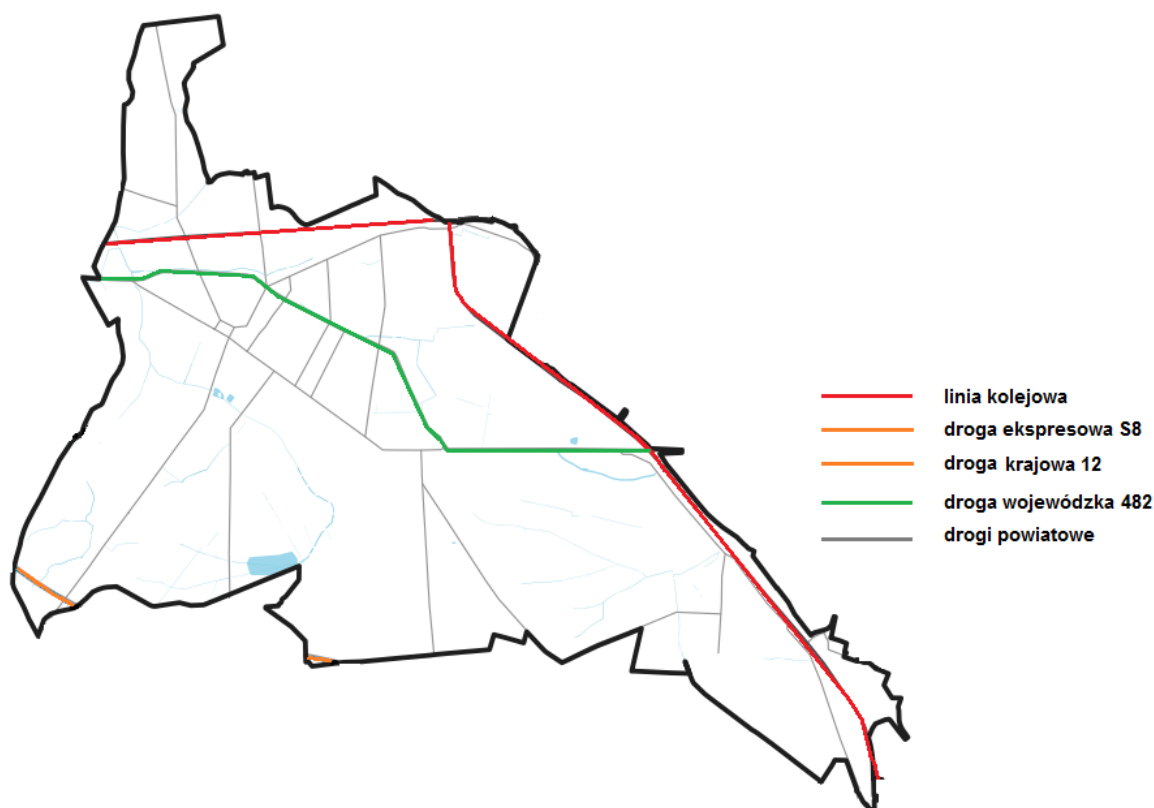 linia kolejowa
droga ekspresowa S8
droga krajowa 12
droga wojewódzka 482
drogi powiatowe